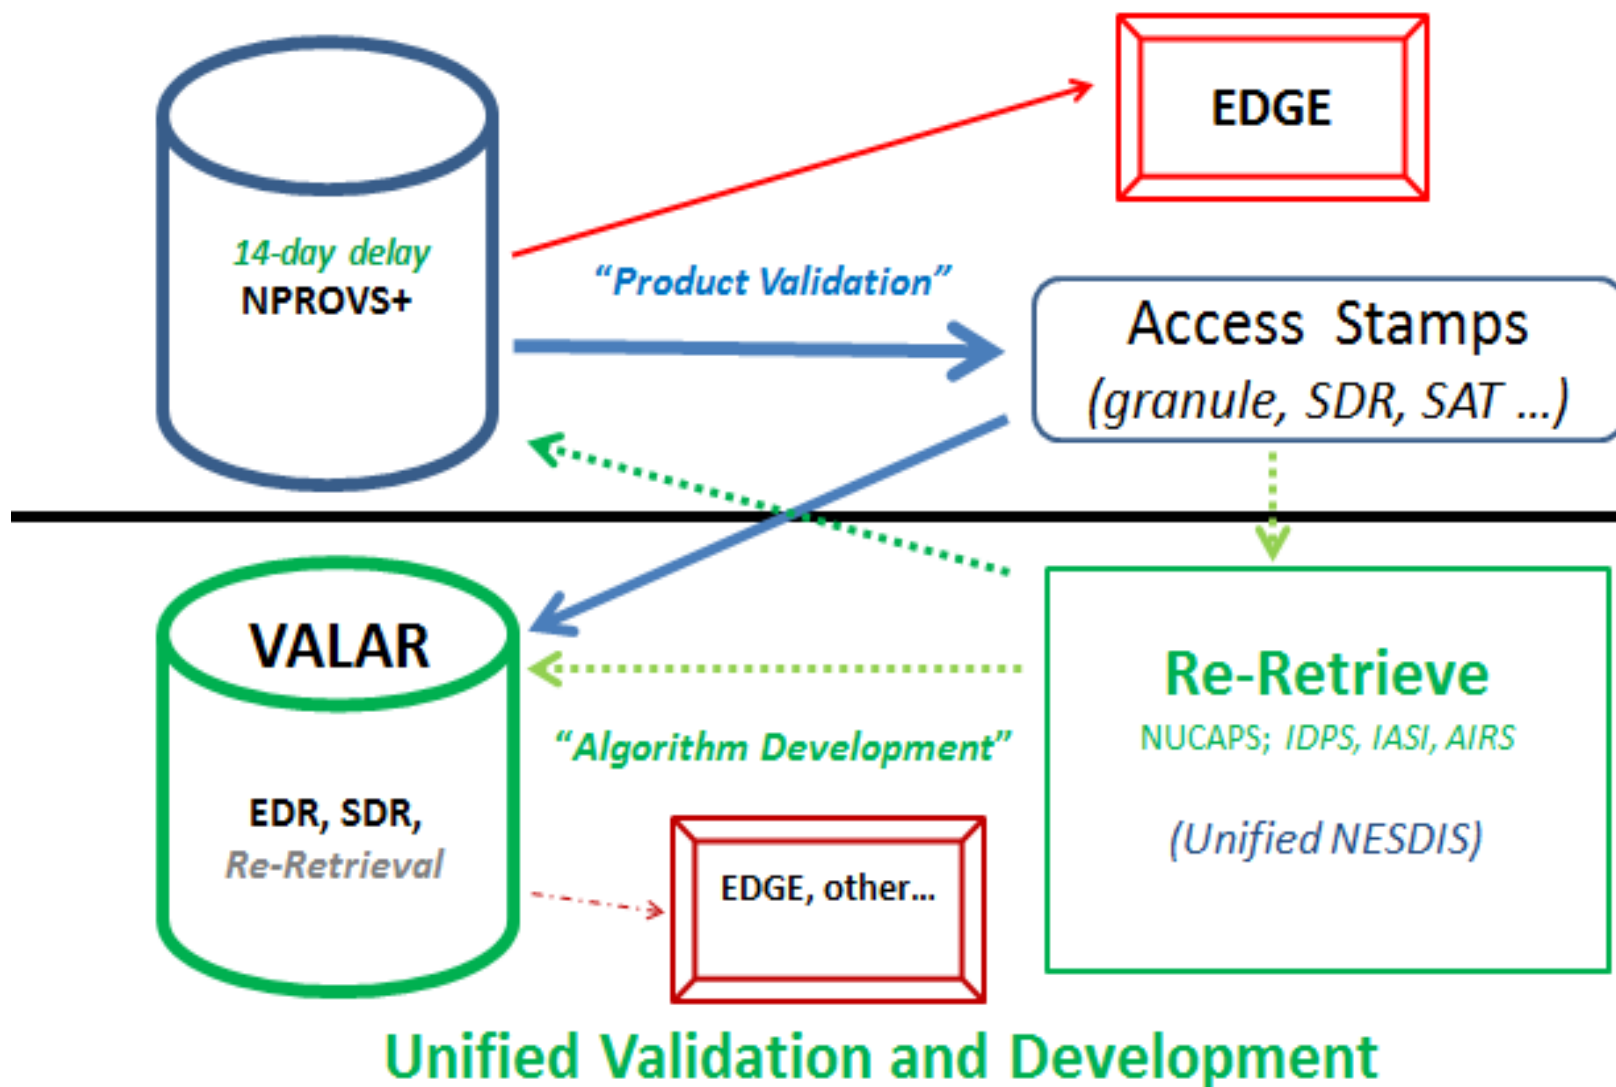 EDGE
14-day delay
NPROVS+
“Product Validation”
Access Stamps
(granule, SDR, SAT ...)
VALAR
EDR, SDR,
Re-Retrieval
“Algorithm Development”
Re-Retrieve
NUCAPS; IDPS, IASI, AIRS
(Unified NESDIS)
EDGE, other...
Unified Validation and Development